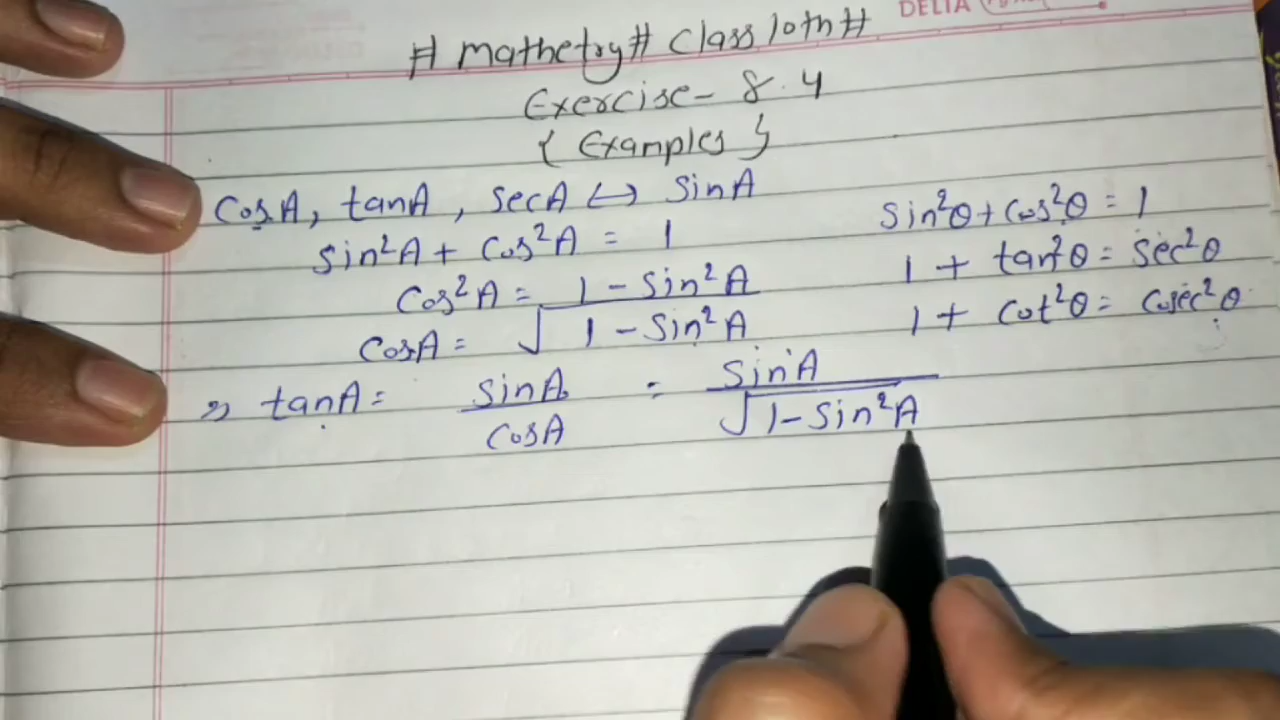 DELTA
# Mathetry # Class 10th #
Exercise - 8.4
{ Examples }
CosA, tanA, secA ↔ SinA
Sin²A + Cos²A = 1
Cos²A = 1 - Sin²A
CosA = √1 - Sin²A
⇒ tanA = SinA/CosA = SinA/√1 - Sin²A
Sin²θ + Cos²θ = 1
1 + tan²θ = Sec²θ
1 + Cot²θ = Cosec²θ